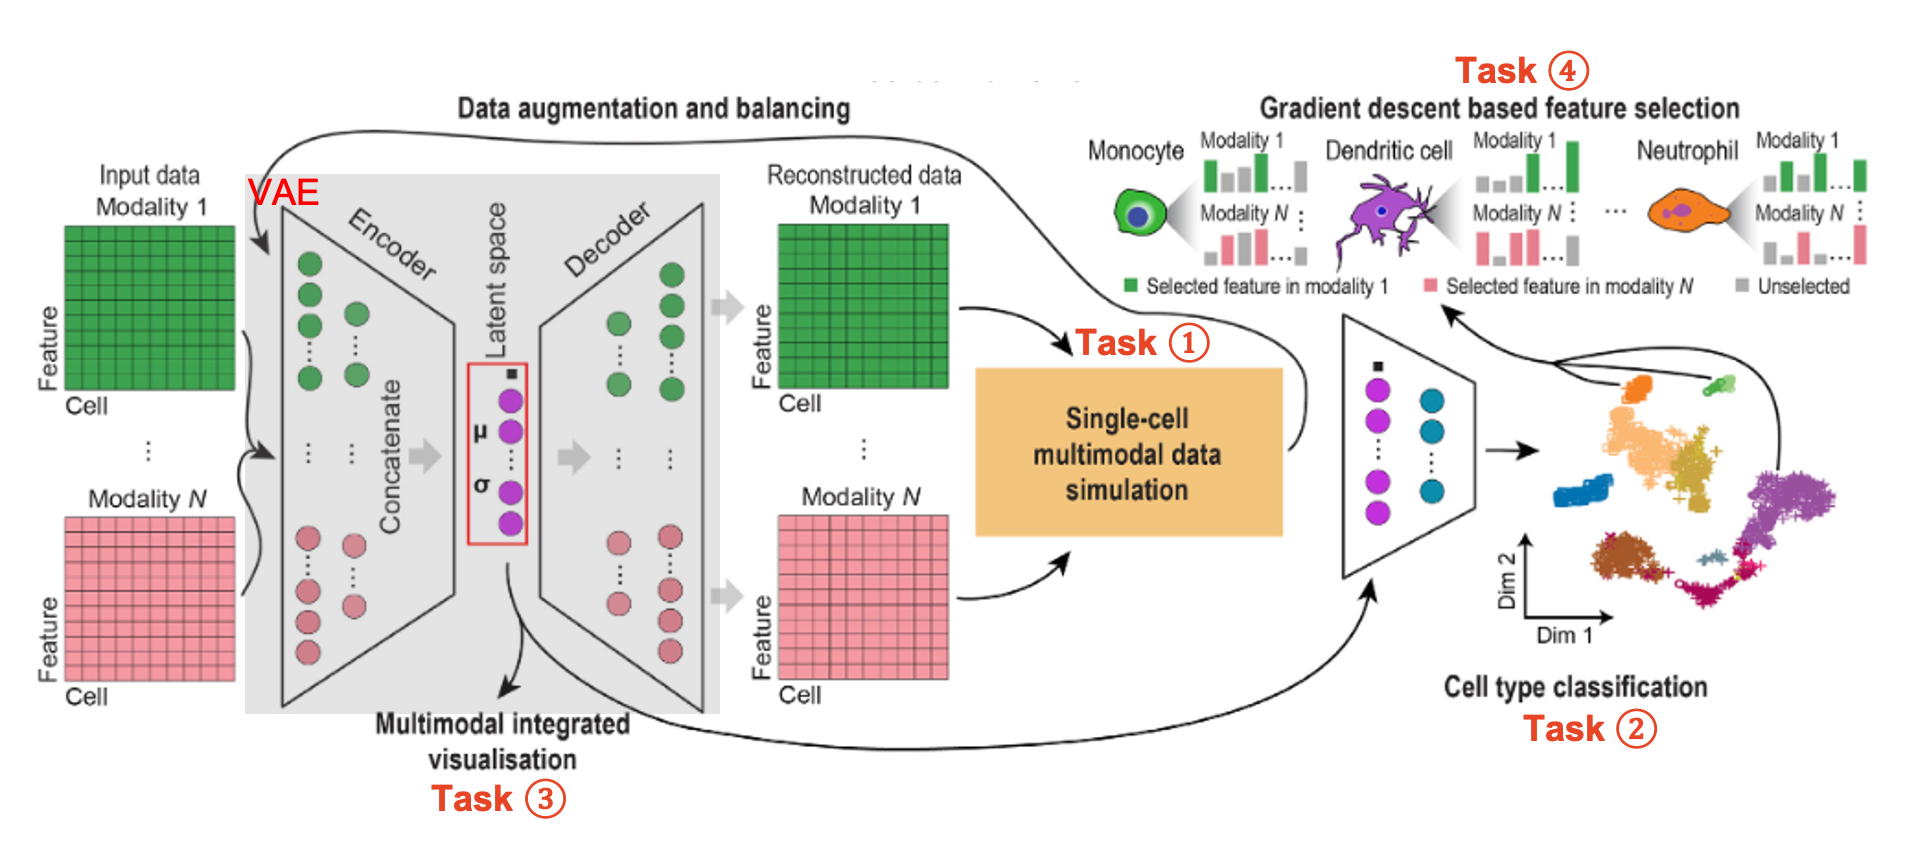 Task ④
Data augmentation and balancing
Gradient descent based feature selection
Monocyte
Modality 1
Modality N
Dendritic cell
Modality 1
Modality N
...
Neutrophil
Modality 1
Modality N
Selected feature in modality 1
Selected feature in modality N
Unselected
Input data
Modality 1
Feature
Cell
Modality N
Feature
Cell
VAE
Encoder
Concatenate
Latent space
μ
σ
Decoder
Reconstructed data
Modality 1
Feature
Cell
Modality N
Feature
Cell
Task ①
Single-cell
multimodal data
simulation
Dim 2
Dim 1
Cell type classification
Task ②
Multimodal integrated
visualisation
Task ③